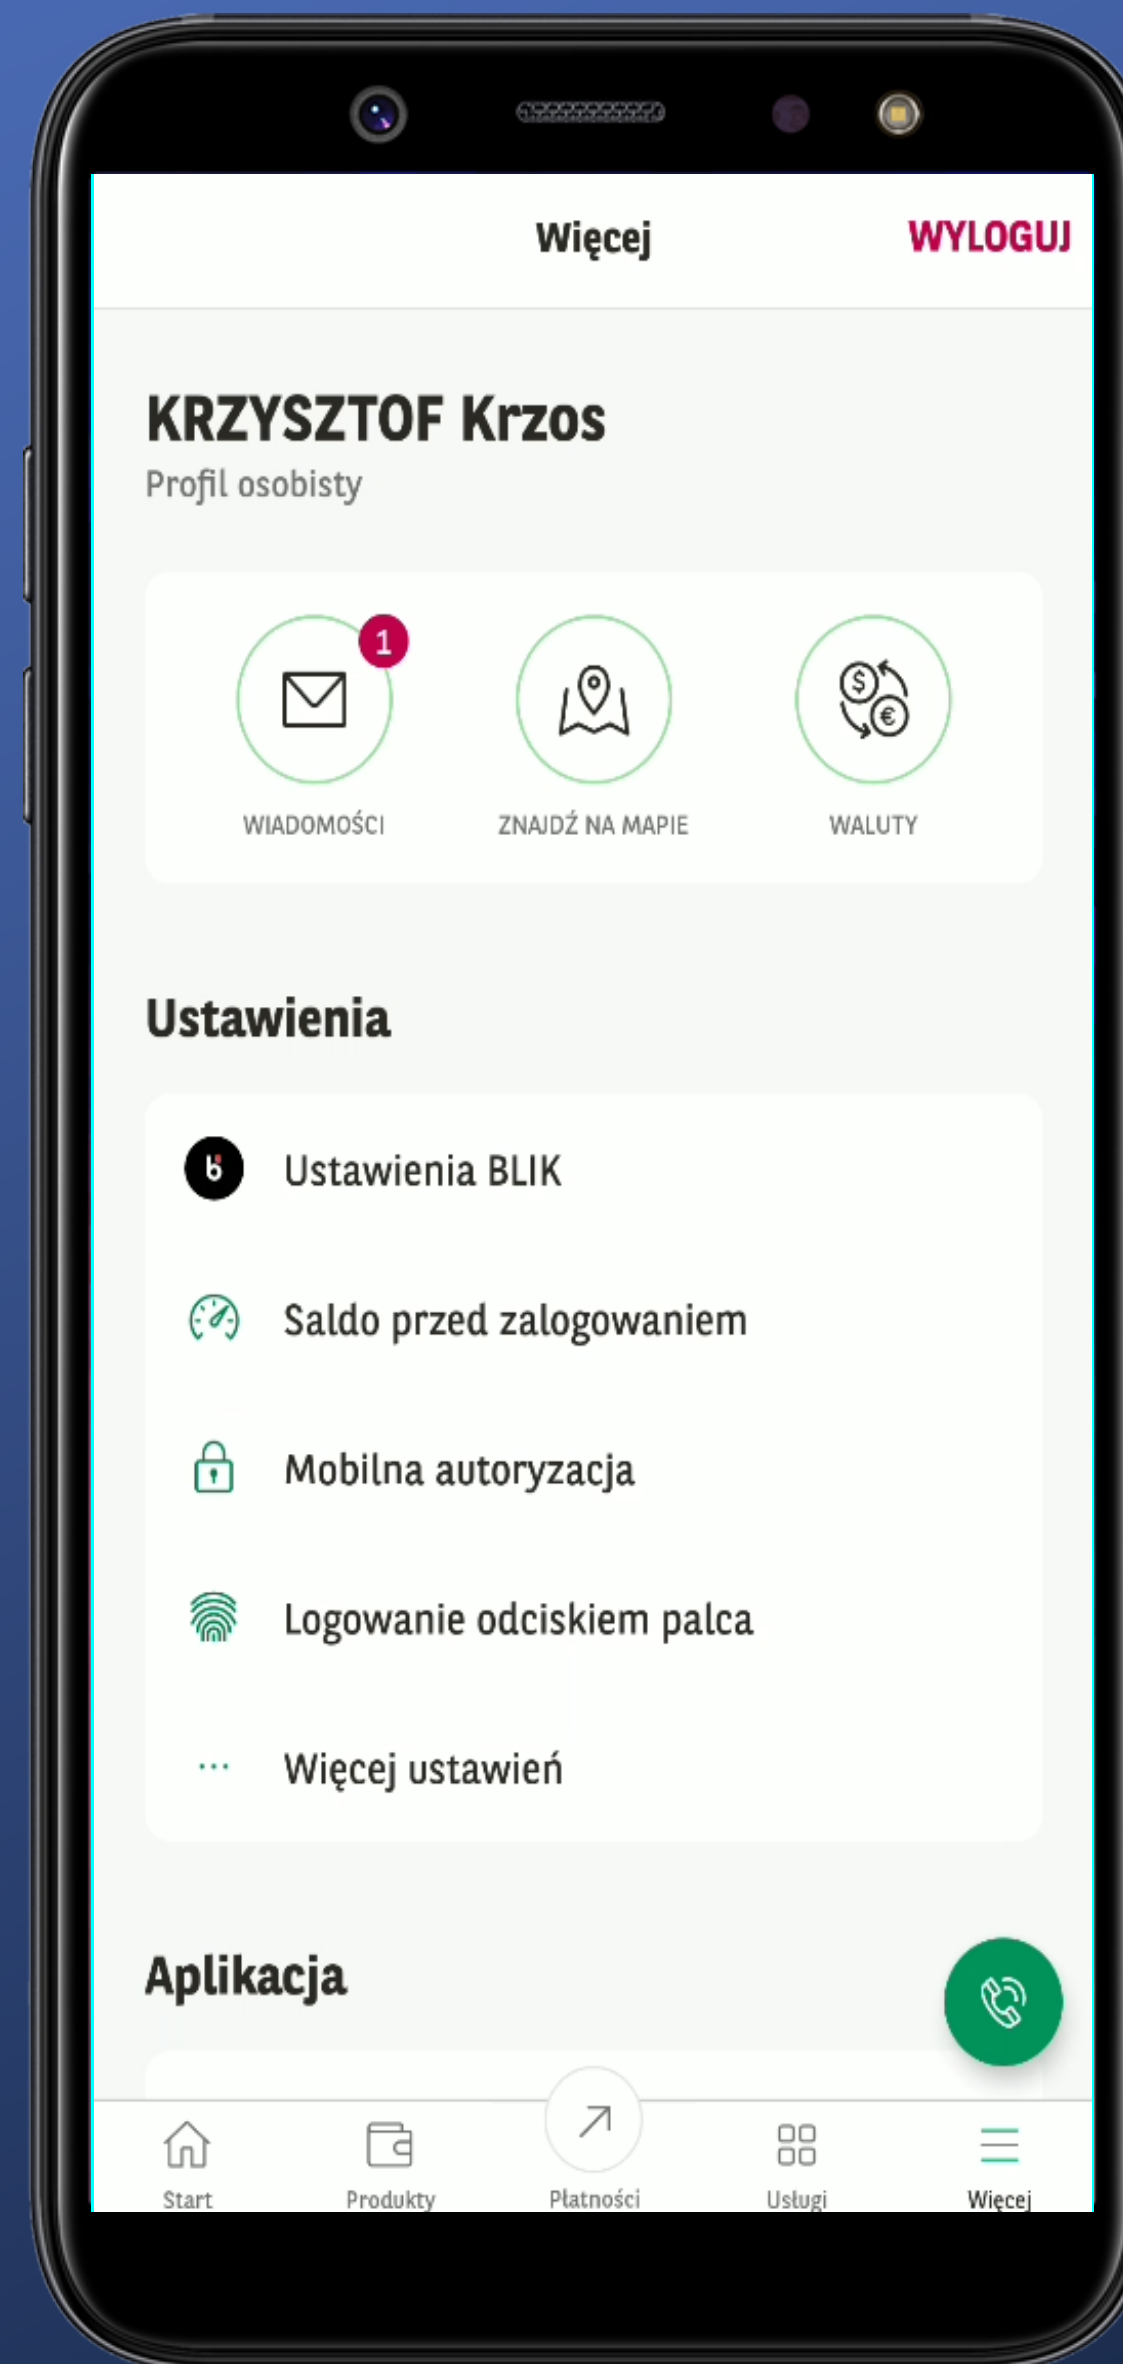 Więcej
WYLOGUJ
KRZYSZTOF Krzos
Profil osobisty
1
WIADOMOŚCI
ZNAJDŹ NA MAPIE
WALUTY
Ustawienia
Ustawienia BLIK
Saldo przed zalogowaniem
Mobilna autoryzacja
Logowanie odciskiem palca
Więcej ustawień
Aplikacja
Start
Produkty
Płatności
Usługi
Więcej